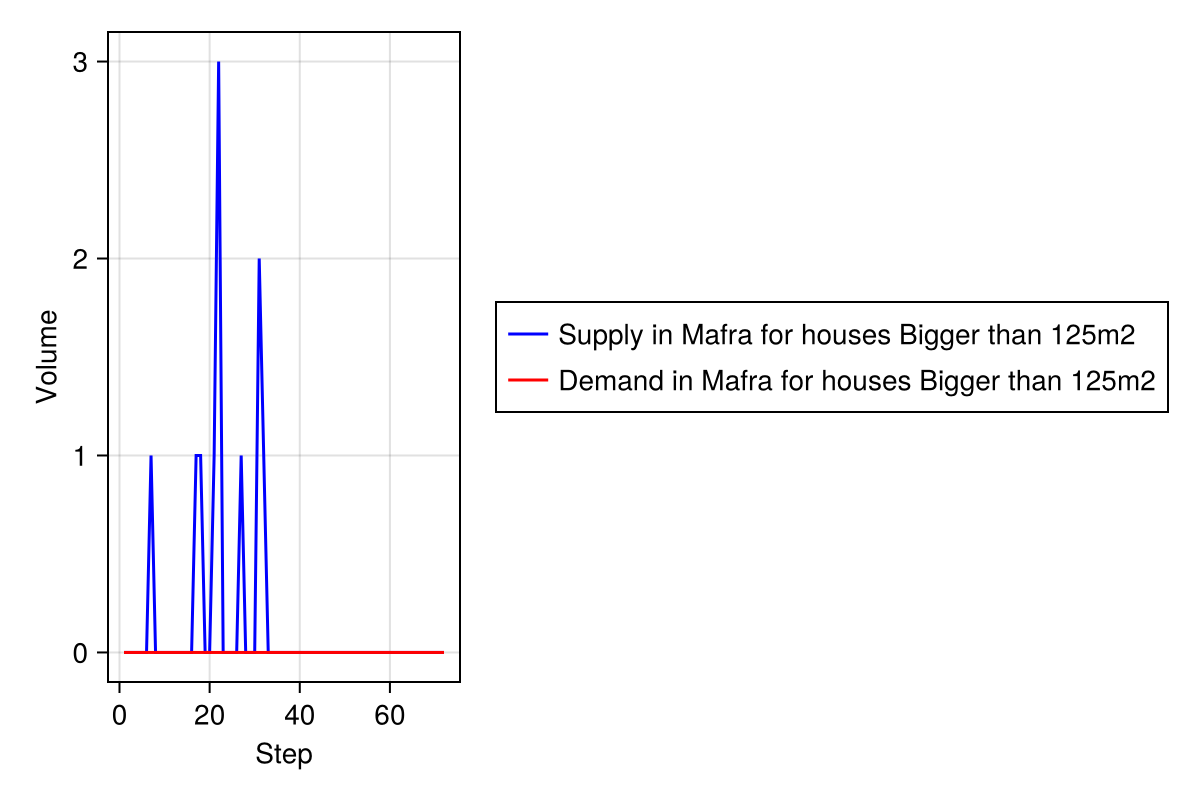 3
2
1
0
Volume
0 20 40 60
Step
Supply in Mafra for houses Bigger than 125m2
Demand in Mafra for houses Bigger than 125m2